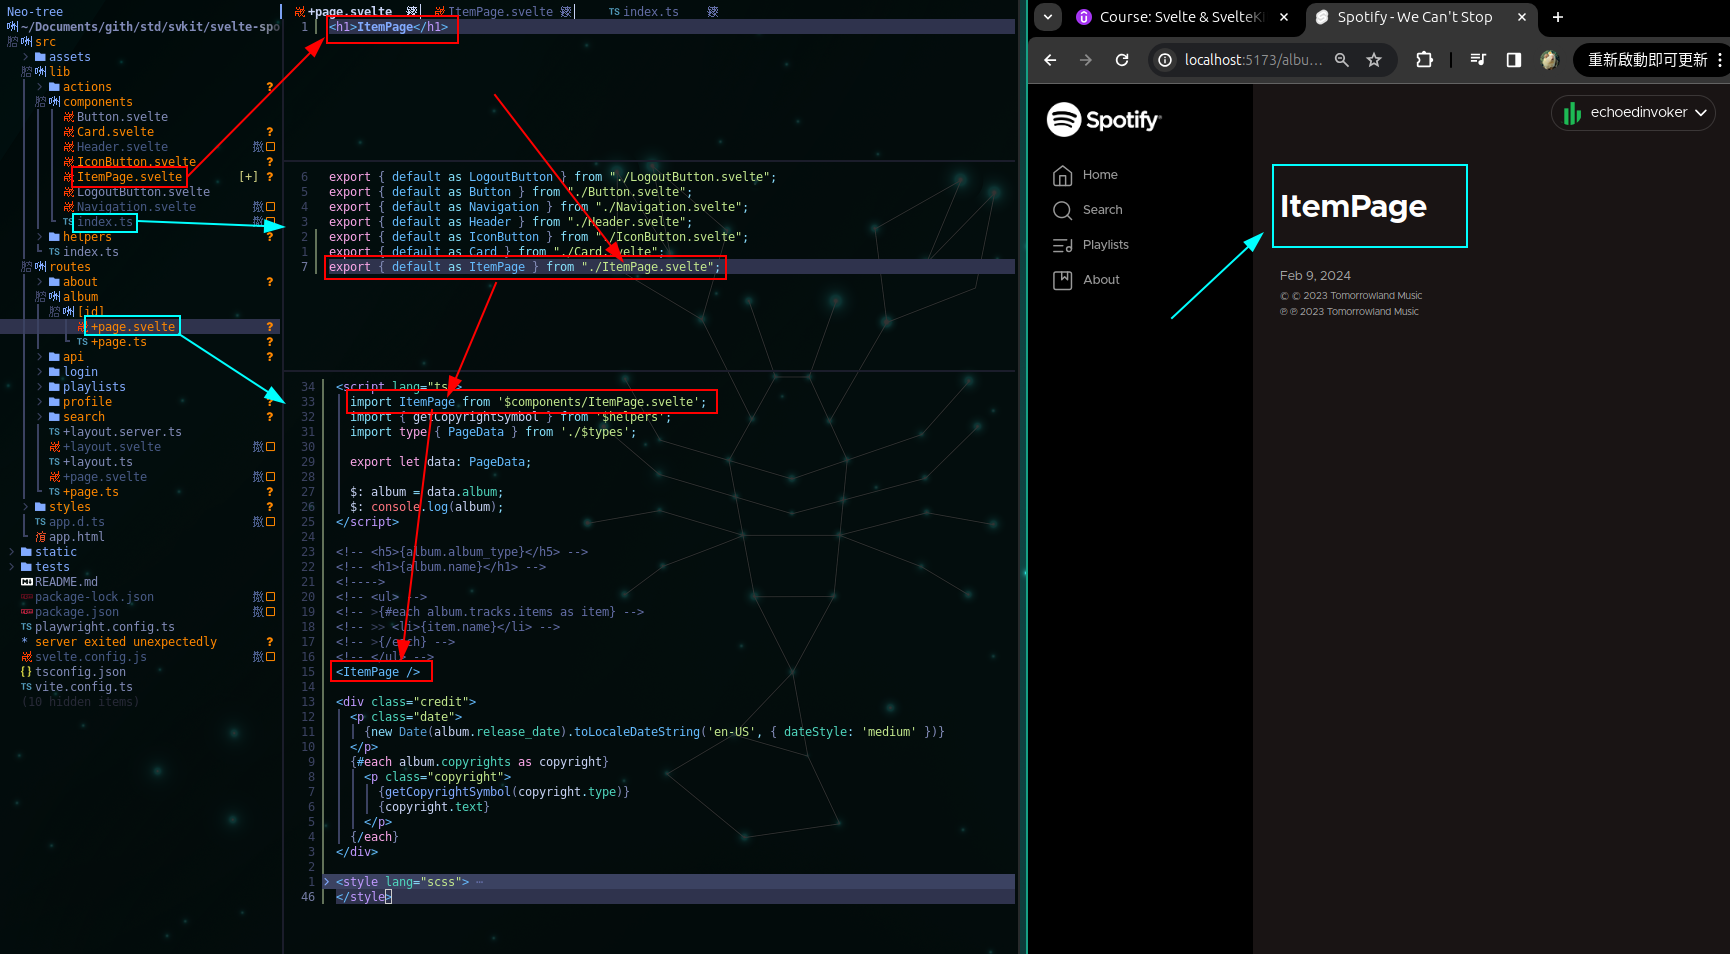 Neo-tree
~/Documents/gith/std/svkit/svelte-spo
src
assets
lib
actions ?
components
Button.svelte
Card.svelte ?
Header.svelte
IconButton.svelte ?
ItemPage.svelte [+] ?
LogoutButton.svelte
Navigation.svelte
TS index.ts
helpers ?
TS index.ts
routes
about ?
album
[id]
+page.svelte ?
TS +page.ts ?
api ?
login
playlists
profile ?
search ?
TS +layout.server.ts
+layout.svelte
TS +layout.ts
+page.svelte
TS +page.ts ?
styles ?
TS app.d.ts
app.html
static
tests
README.md
package-lock.json
package.json
TS playwright.config.ts
* server exited unexpectedly ?
svelte.config.js
{} tsconfig.json
TS vite.config.ts
(10 hidden items)
+page.svelte ItemPage.svelte TS index.ts
1 <h1>ItemPage</h1>
6 export { default as LogoutButton } from "./LogoutButton.svelte";
5 export { default as Button } from "./Button.svelte";
4 export { default as Navigation } from "./Navigation.svelte";
3 export { default as Header } from "./Header.svelte";
2 export { default as IconButton } from "./IconButton.svelte";
1 export { default as Card } from "./Card.svelte";
7 export { default as ItemPage } from "./ItemPage.svelte";
34 <script lang="ts">
33 import ItemPage from '$components/ItemPage.svelte';
32 import { getCopyrightSymbol } from '$helpers';
31 import type { PageData } from './$types';
30
29 export let data: PageData;
28
27 $: album = data.album;
26 $: console.log(album);
25 </script>
24
23 <!-- <h5>{album.album_type}</h5> -->
22 <!-- <h1>{album.name}</h1> -->
21 <!---->
20 <!-- <ul> -->
19 <!-- >{#each album.tracks.items as item} -->
18 <!-- >> <li>{item.name}</li> -->
17 <!-- >{/each} -->
16 <!-- </ul> -->
15 <ItemPage />
14
13 <div class="credit">
12 <p class="date">
11 {new Date(album.release_date).toLocaleDateString('en-US', { dateStyle: 'medium' })}
10 </p>
9 {#each album.copyrights as copyright}
8 <p class="copyright">
7 {getCopyrightSymbol(copyright.type)}
6 {copyright.text}
5 </p>
4 {/each}
3 </div>
2
1 <style lang="scss"> ⋯
46 </style>
Course: Svelte & SvelteKi
Spotify - We Can't Stop
localhost:5173/albu...
重新啟動即可更新
Spotify
echoedinvoker
Home
Search
Playlists
About
ItemPage
Feb 9, 2024
© © 2023 Tomorrowland Music
℗ ℗ 2023 Tomorrowland Music